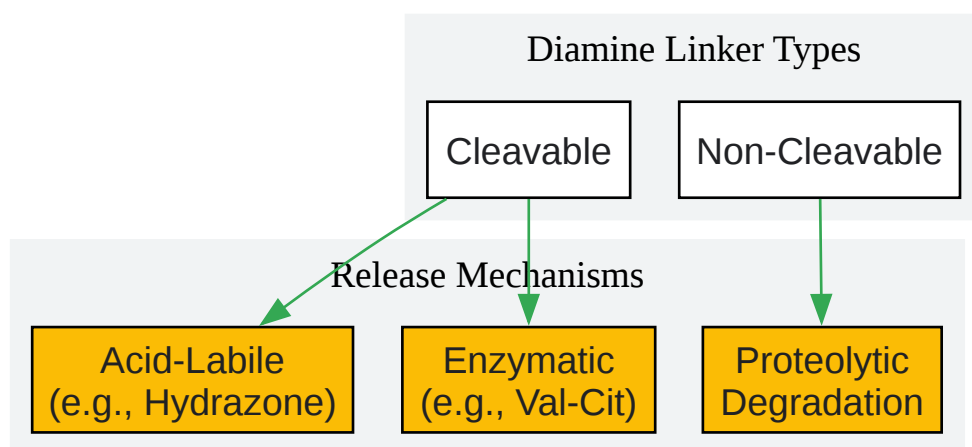 Diamine Linker Types
Cleavable
Non-Cleavable
Release Mechanisms
Acid-Labile
(e.g., Hydrazone)
Enzymatic
(e.g., Val-Cit)
Proteolytic
Degradation